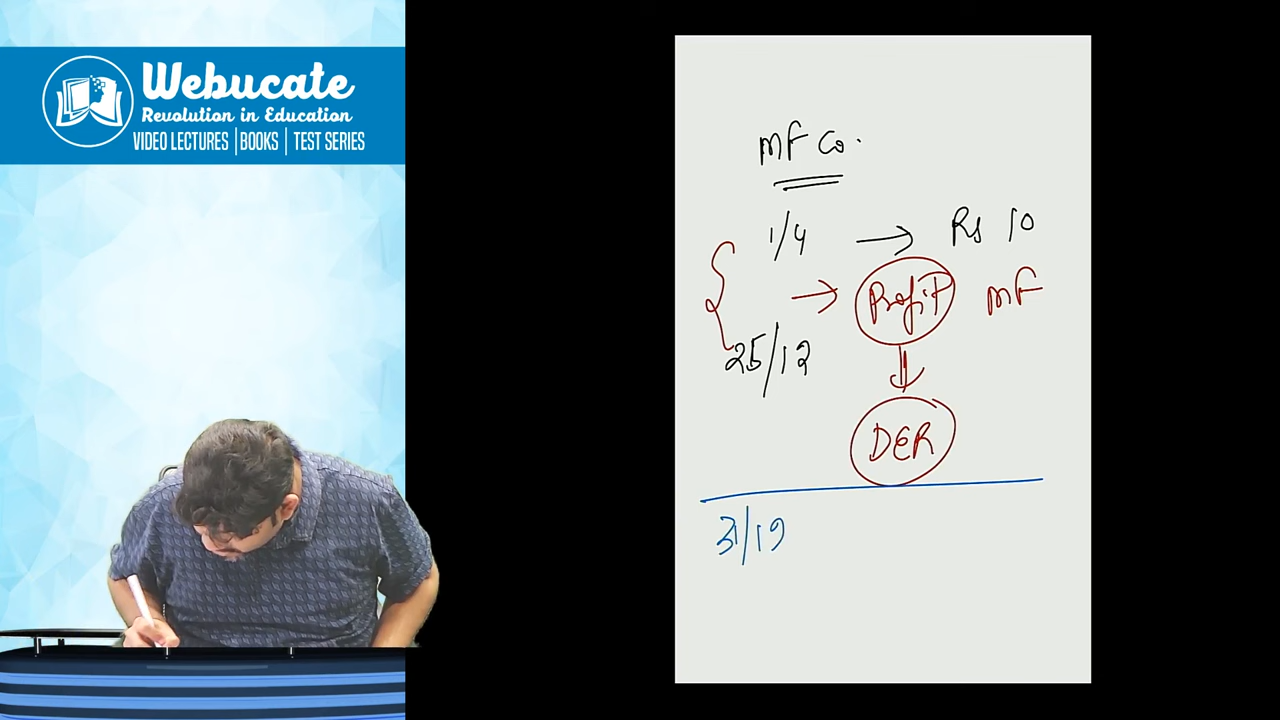 Webucate
Revolution in Education
VIDEO LECTURES | BOOKS | TEST SERIES
MF Co.
1/4 → Rs 10
→ Profit MF
25/12
DER
31/12